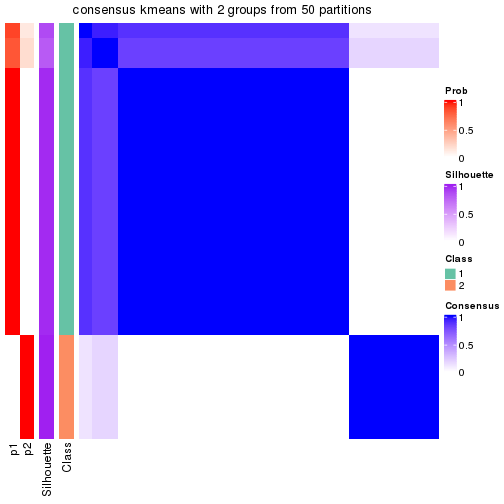 consensus kmeans with 2 groups from 50 partitions
Prob
1
0.5
0
Silhouette
1
0.5
0
Class
1
2
Consensus
1
0.5
0
p1
p2
Silhouette
Class